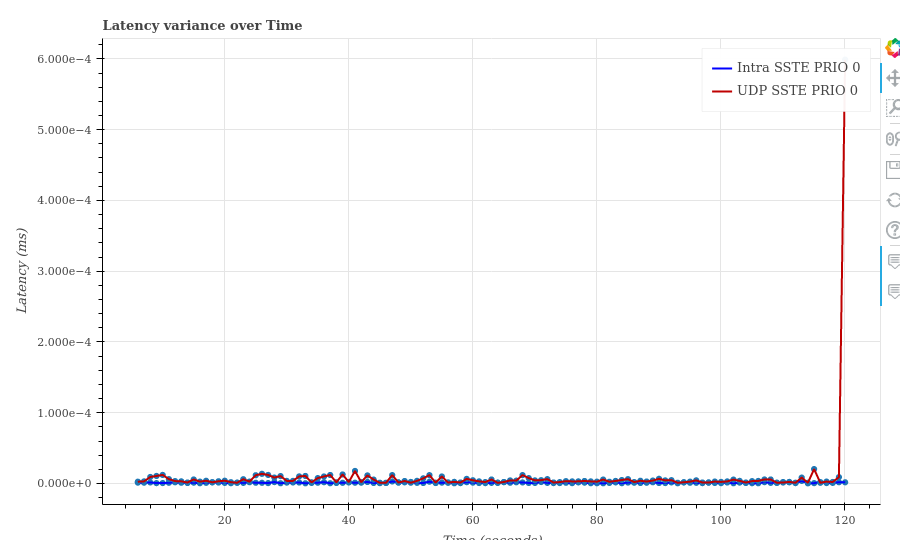 Latency variance over Time
Intra SSTE PRIO 0
UDP SSTE PRIO 0
6.000e−4
5.000e−4
4.000e−4
3.000e−4
2.000e−4
1.000e−4
0.000e+0
Latency (ms)
20 40 60 80 100 120
Time (seconds)